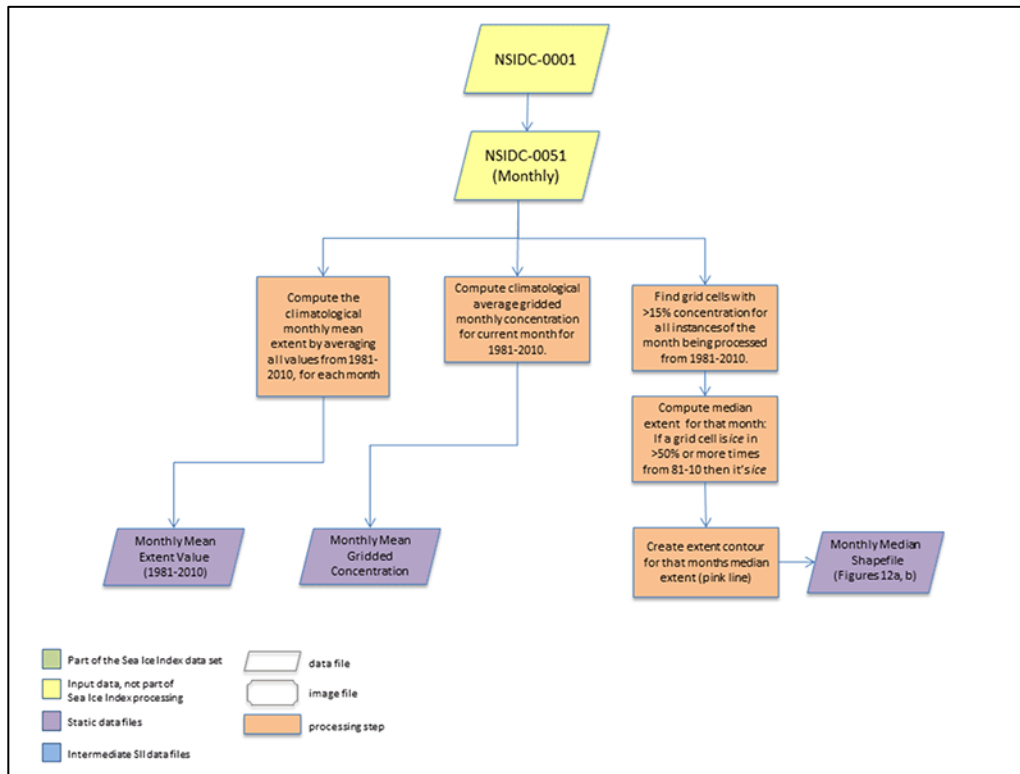 NSIDC-0001
NSIDC-0051
(Monthly)
Compute the
climatological
monthly mean
extent by averaging
all values from 1981-
2010, for each month
Compute climatological
average gridded
monthly concentration
for current month for
1981-2010.
Find grid cells with
>15% concentration for
all instances of the
month being processed
from 1981-2010.
Compute median
extent for that month:
If a grid cell is ice in
>50% or more times
from 81-10 then it's ice
Monthly Mean
Extent Value
(1981-2010)
Monthly Mean
Gridded
Concentration
Create extent contour
for that months median
extent (pink line)
Monthly Median
Shapefile
(Figures 12a, b)
Part of the Sea Ice Index data set
Input data, not part of
Sea Ice Index processing
Static data files
Intermediate SII data files
data file
image file
processing step